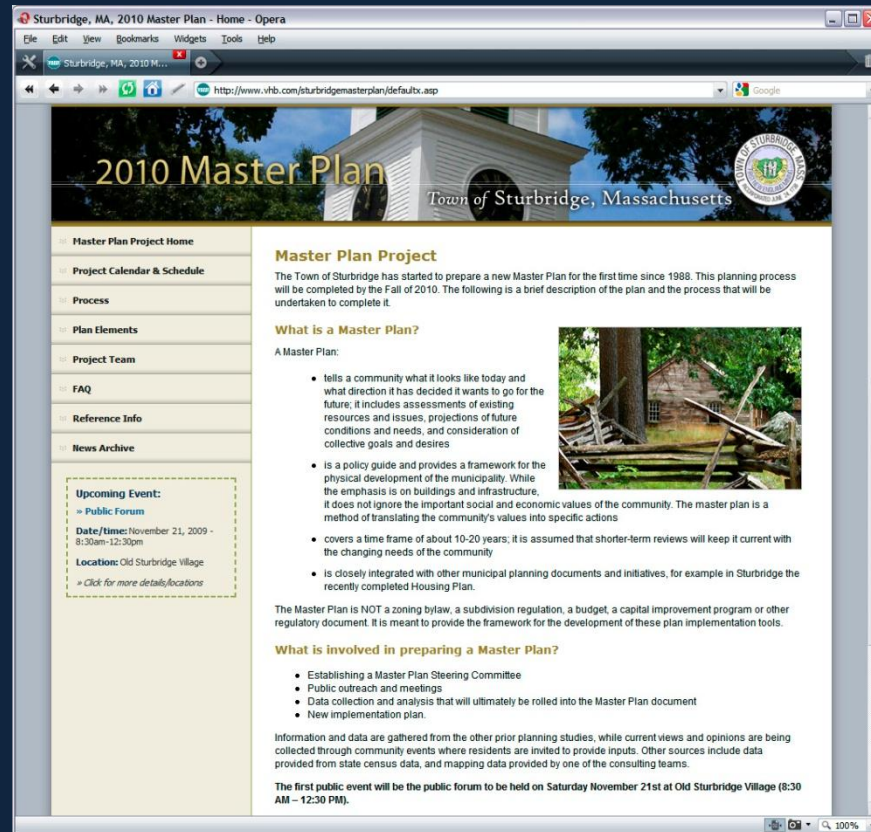 Sturbridge, MA, 2010 Master Plan - Home - Opera
File Edit View Bookmarks Widgets Tools Help
Sturbridge, MA, 2010 M...
http://www.vhb.com/sturbridgemasterplan/defaultx.asp
Google
2010 Master Plan
Town of Sturbridge, Massachusetts
TOWN OF STURBRIDGE, MASS.
Master Plan Project Home
Project Calendar & Schedule
Process
Plan Elements
Project Team
FAQ
Reference Info
News Archive
Upcoming Event:
» Public Forum
Date/time: November 21, 2009 -
8:30am-12:30pm
Location: Old Sturbridge Village
» Click for more details/locations
Master Plan Project
The Town of Sturbridge has started to prepare a new Master Plan for the first time since 1988. This planning process
will be completed by the Fall of 2010. The following is a brief description of the plan and the process that will be
undertaken to complete it.
What is a Master Plan?
A Master Plan:
• tells a community what it looks like today and
what direction it has decided it wants to go for the
future; it includes assessments of existing
resources and issues, projections of future
conditions and needs, and consideration of
collective goals and desires
• is a policy guide and provides a framework for the
physical development of the municipality. While
the emphasis is on buildings and infrastructure,
it does not ignore the important social and economic values of the community. The master plan is a
method of translating the community's values into specific actions
• covers a time frame of about 10-20 years; it is assumed that shorter-term reviews will keep it current with
the changing needs of the community
• is closely integrated with other municipal planning documents and initiatives, for example in Sturbridge the
recently completed Housing Plan.
The Master Plan is NOT a zoning bylaw, a subdivision regulation, a budget, a capital improvement program or other
regulatory document. It is meant to provide the framework for the development of these plan implementation tools.
What is involved in preparing a Master Plan?
• Establishing a Master Plan Steering Committee
• Public outreach and meetings
• Data collection and analysis that will ultimately be rolled into the Master Plan document
• New implementation plan.
Information and data are gathered from the other prior planning studies, while current views and opinions are being
collected through community events where residents are invited to provide inputs. Other sources include data
provided from state census data, and mapping data provided by one of the consulting teams.
The first public event will be the public forum to be held on Saturday November 21st at Old Sturbridge Village (8:30
AM – 12:30 PM).
100%